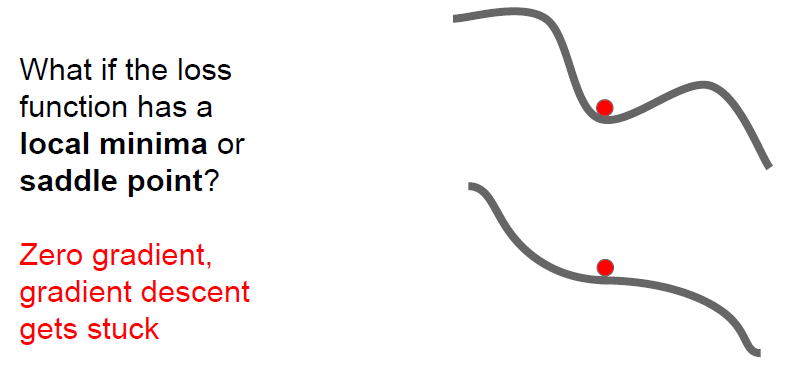 What if the loss
function has a
local minima or
saddle point?
Zero gradient,
gradient descent
gets stuck